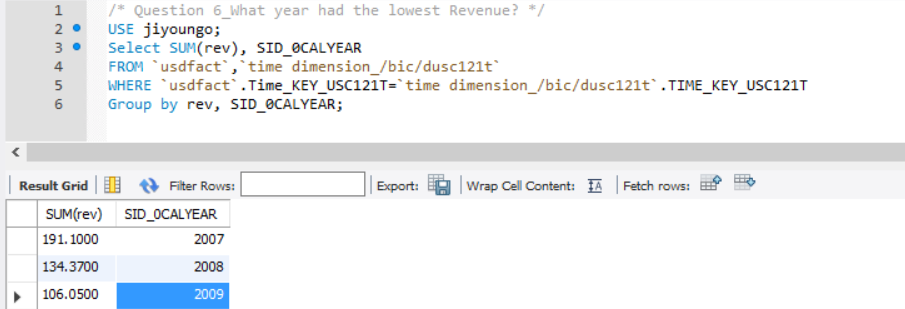 1 /* Question 6_What year had the lowest Revenue? */
2 USE jiyoungo;
3 Select SUM(rev), SID_0CALYEAR
4 FROM `usdfact`,`time dimension_/bic/dusc121t`
5 WHERE `usdfact`.Time_KEY_USC121T=`time dimension_/bic/dusc121t`.TIME_KEY_USC121T
6 Group by rev, SID_0CALYEAR;
Result Grid Filter Rows: Export: Wrap Cell Content: IA Fetch rows:
SUM(rev) SID_0CALYEAR
191.1000 2007
134.3700 2008
106.0500 2009